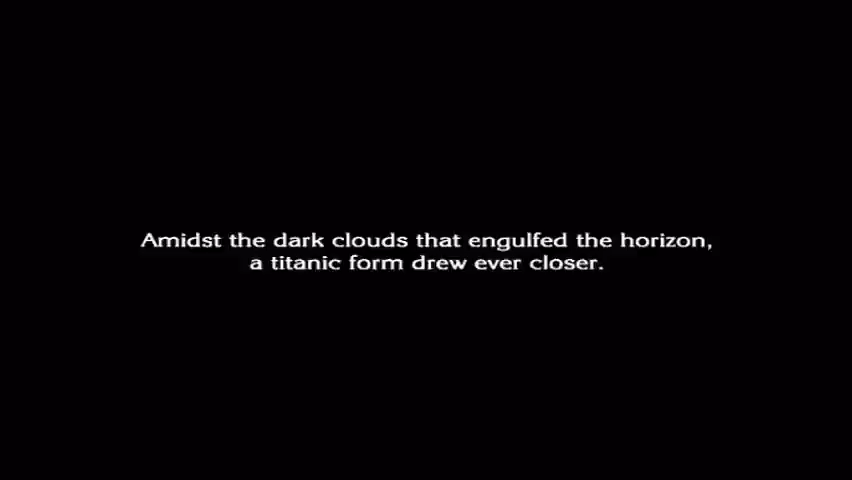 Amidst the dark clouds that engulfed the horizon,
a titanic form drew ever closer.